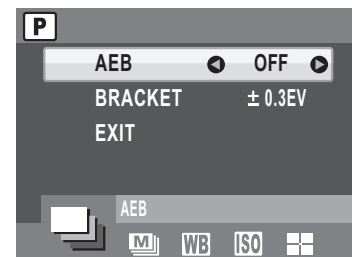 P
AEB OFF
BRACKET ± 0.3EV
EXIT
AEB
M WB ISO